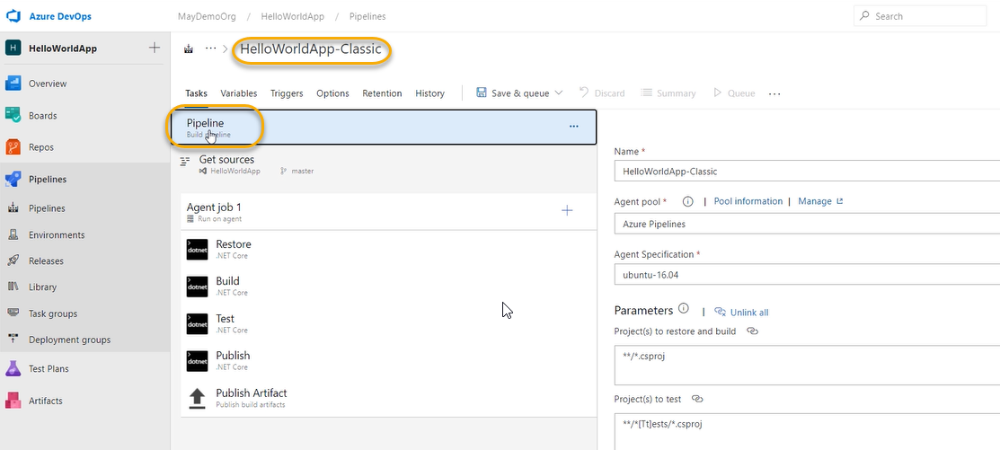 Azure DevOps
MayDemoOrg / HelloWorldApp / Pipelines
Search
H HelloWorldApp
Overview
Boards
Repos
Pipelines
Pipelines
Environments
Releases
Library
Task groups
Deployment groups
Test Plans
Artifacts
... > HelloWorldApp-Classic
Tasks Variables Triggers Options Retention History Save & queue Discard Summary Queue ...
Pipeline
Build pipeline
...
Get sources
HelloWorldApp master
Agent job 1
Run on agent
dotnet Restore
.NET Core
dotnet Build
.NET Core
dotnet Test
.NET Core
dotnet Publish
.NET Core
Publish Artifact
Publish build artifacts
Name *
HelloWorldApp-Classic
Agent pool * | Pool information | Manage
Azure Pipelines
Agent Specification *
ubuntu-16.04
Parameters | Unlink all
Project(s) to restore and build
**/*.csproj
Project(s) to test
**/*[Tt]ests/*.csproj